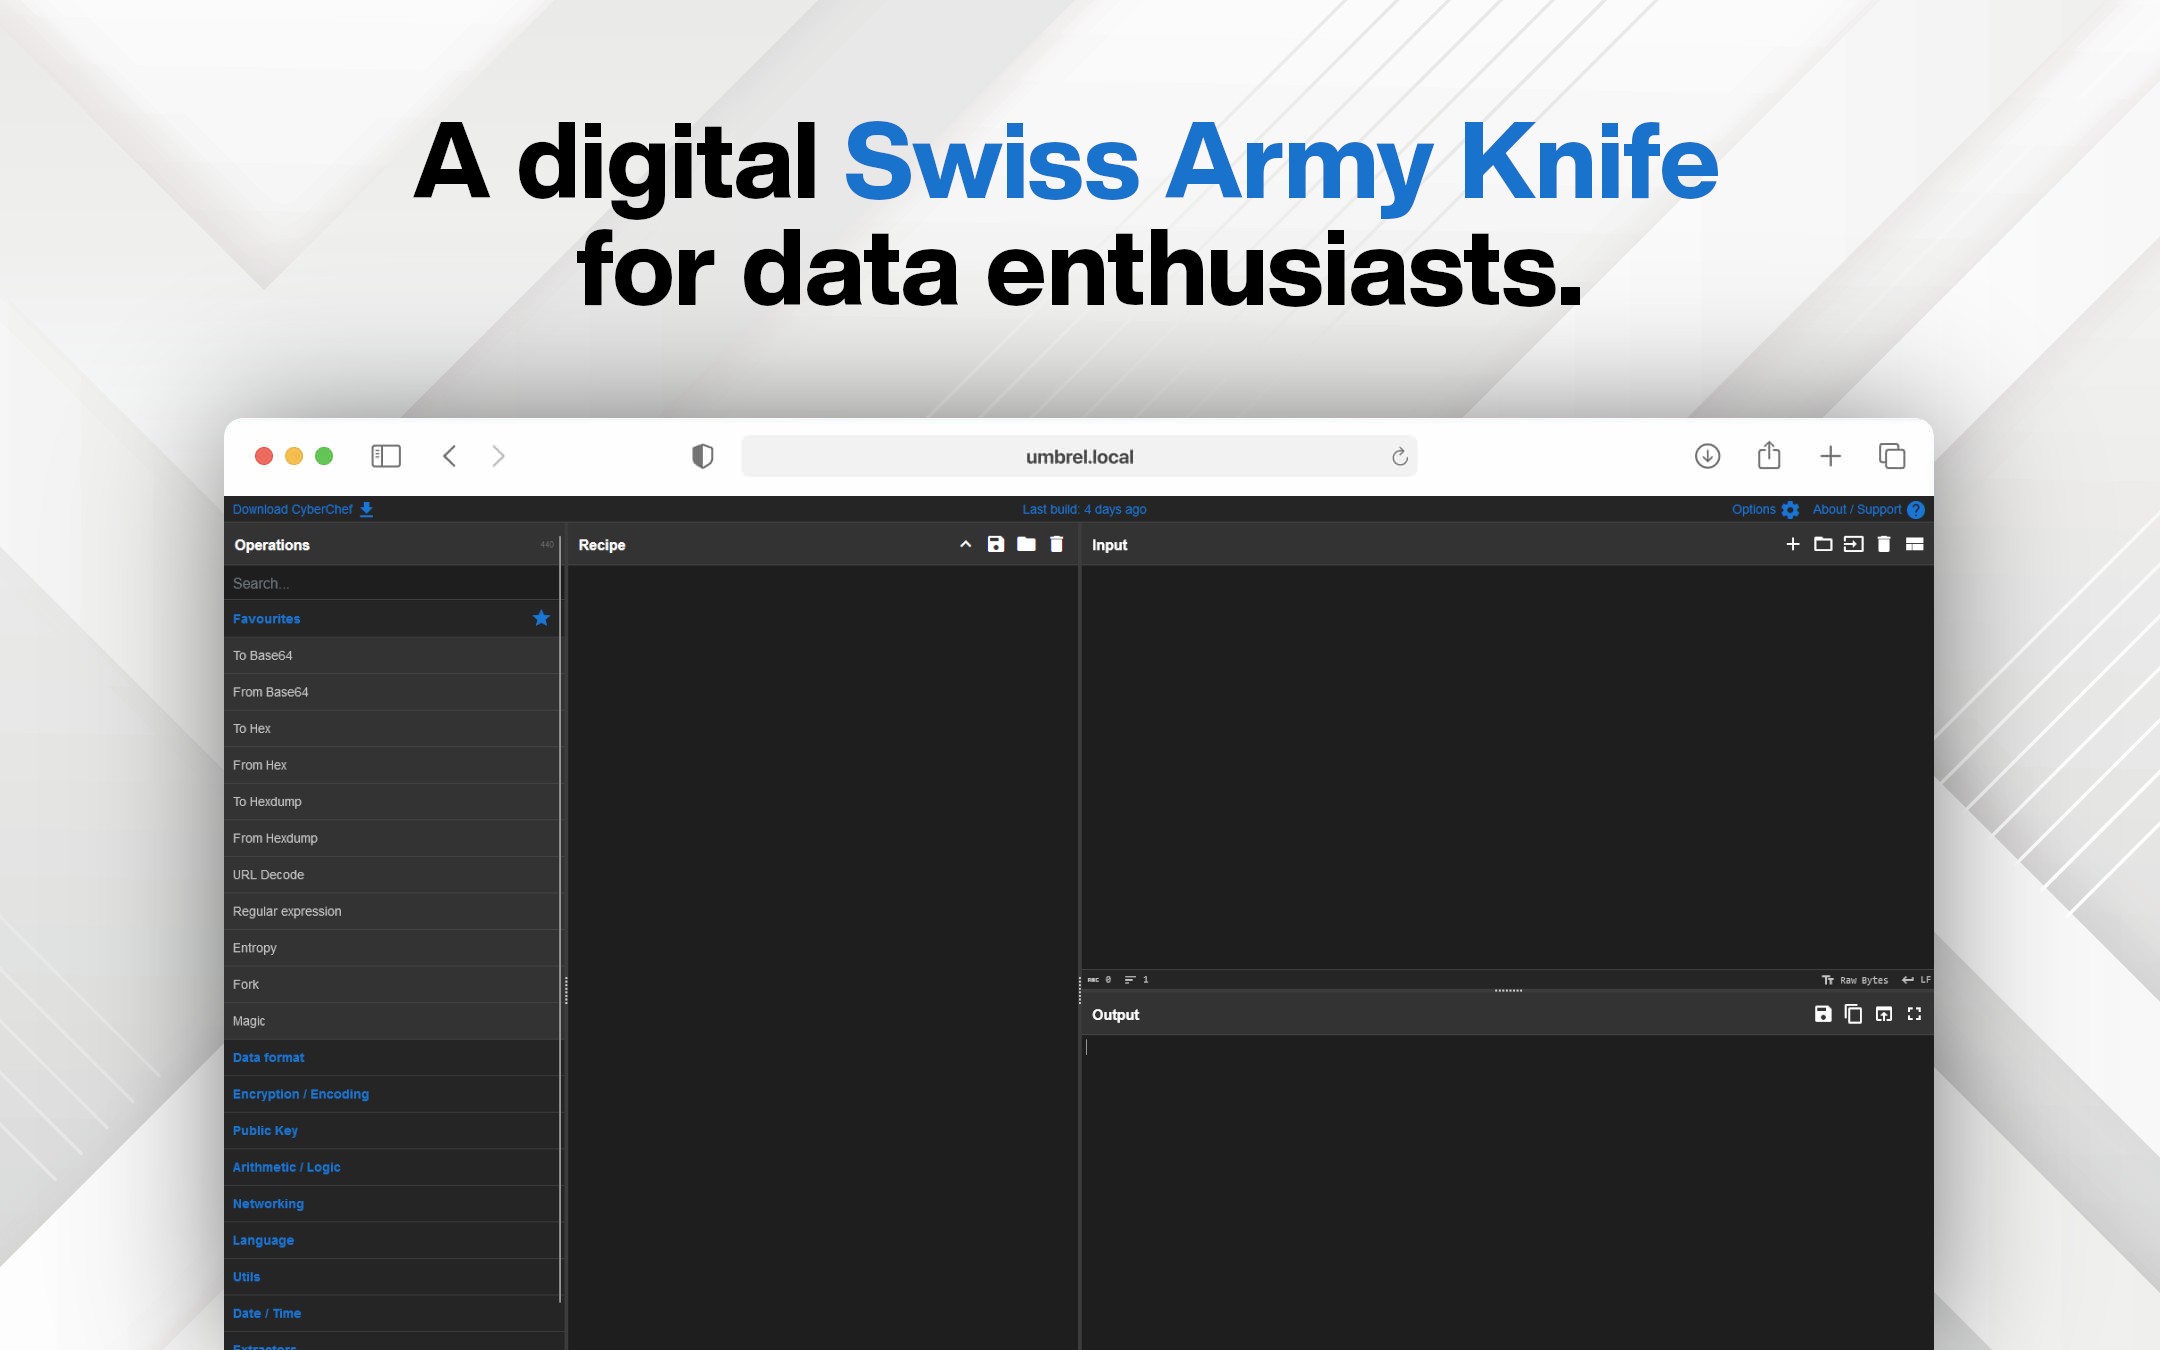 A digital Swiss Army Knife
for data enthusiasts.
umbrel.local
Download CyberChef
Last build: 4 days ago
Options
About / Support
Operations
440
Search...
Favourites
To Base64
From Base64
To Hex
From Hex
To Hexdump
From Hexdump
URL Decode
Regular expression
Entropy
Fork
Magic
Data format
Encryption / Encoding
Public Key
Arithmetic / Logic
Networking
Language
Utils
Date / Time
Extractors
Recipe
Input
0
1
Raw Bytes
LF
Output